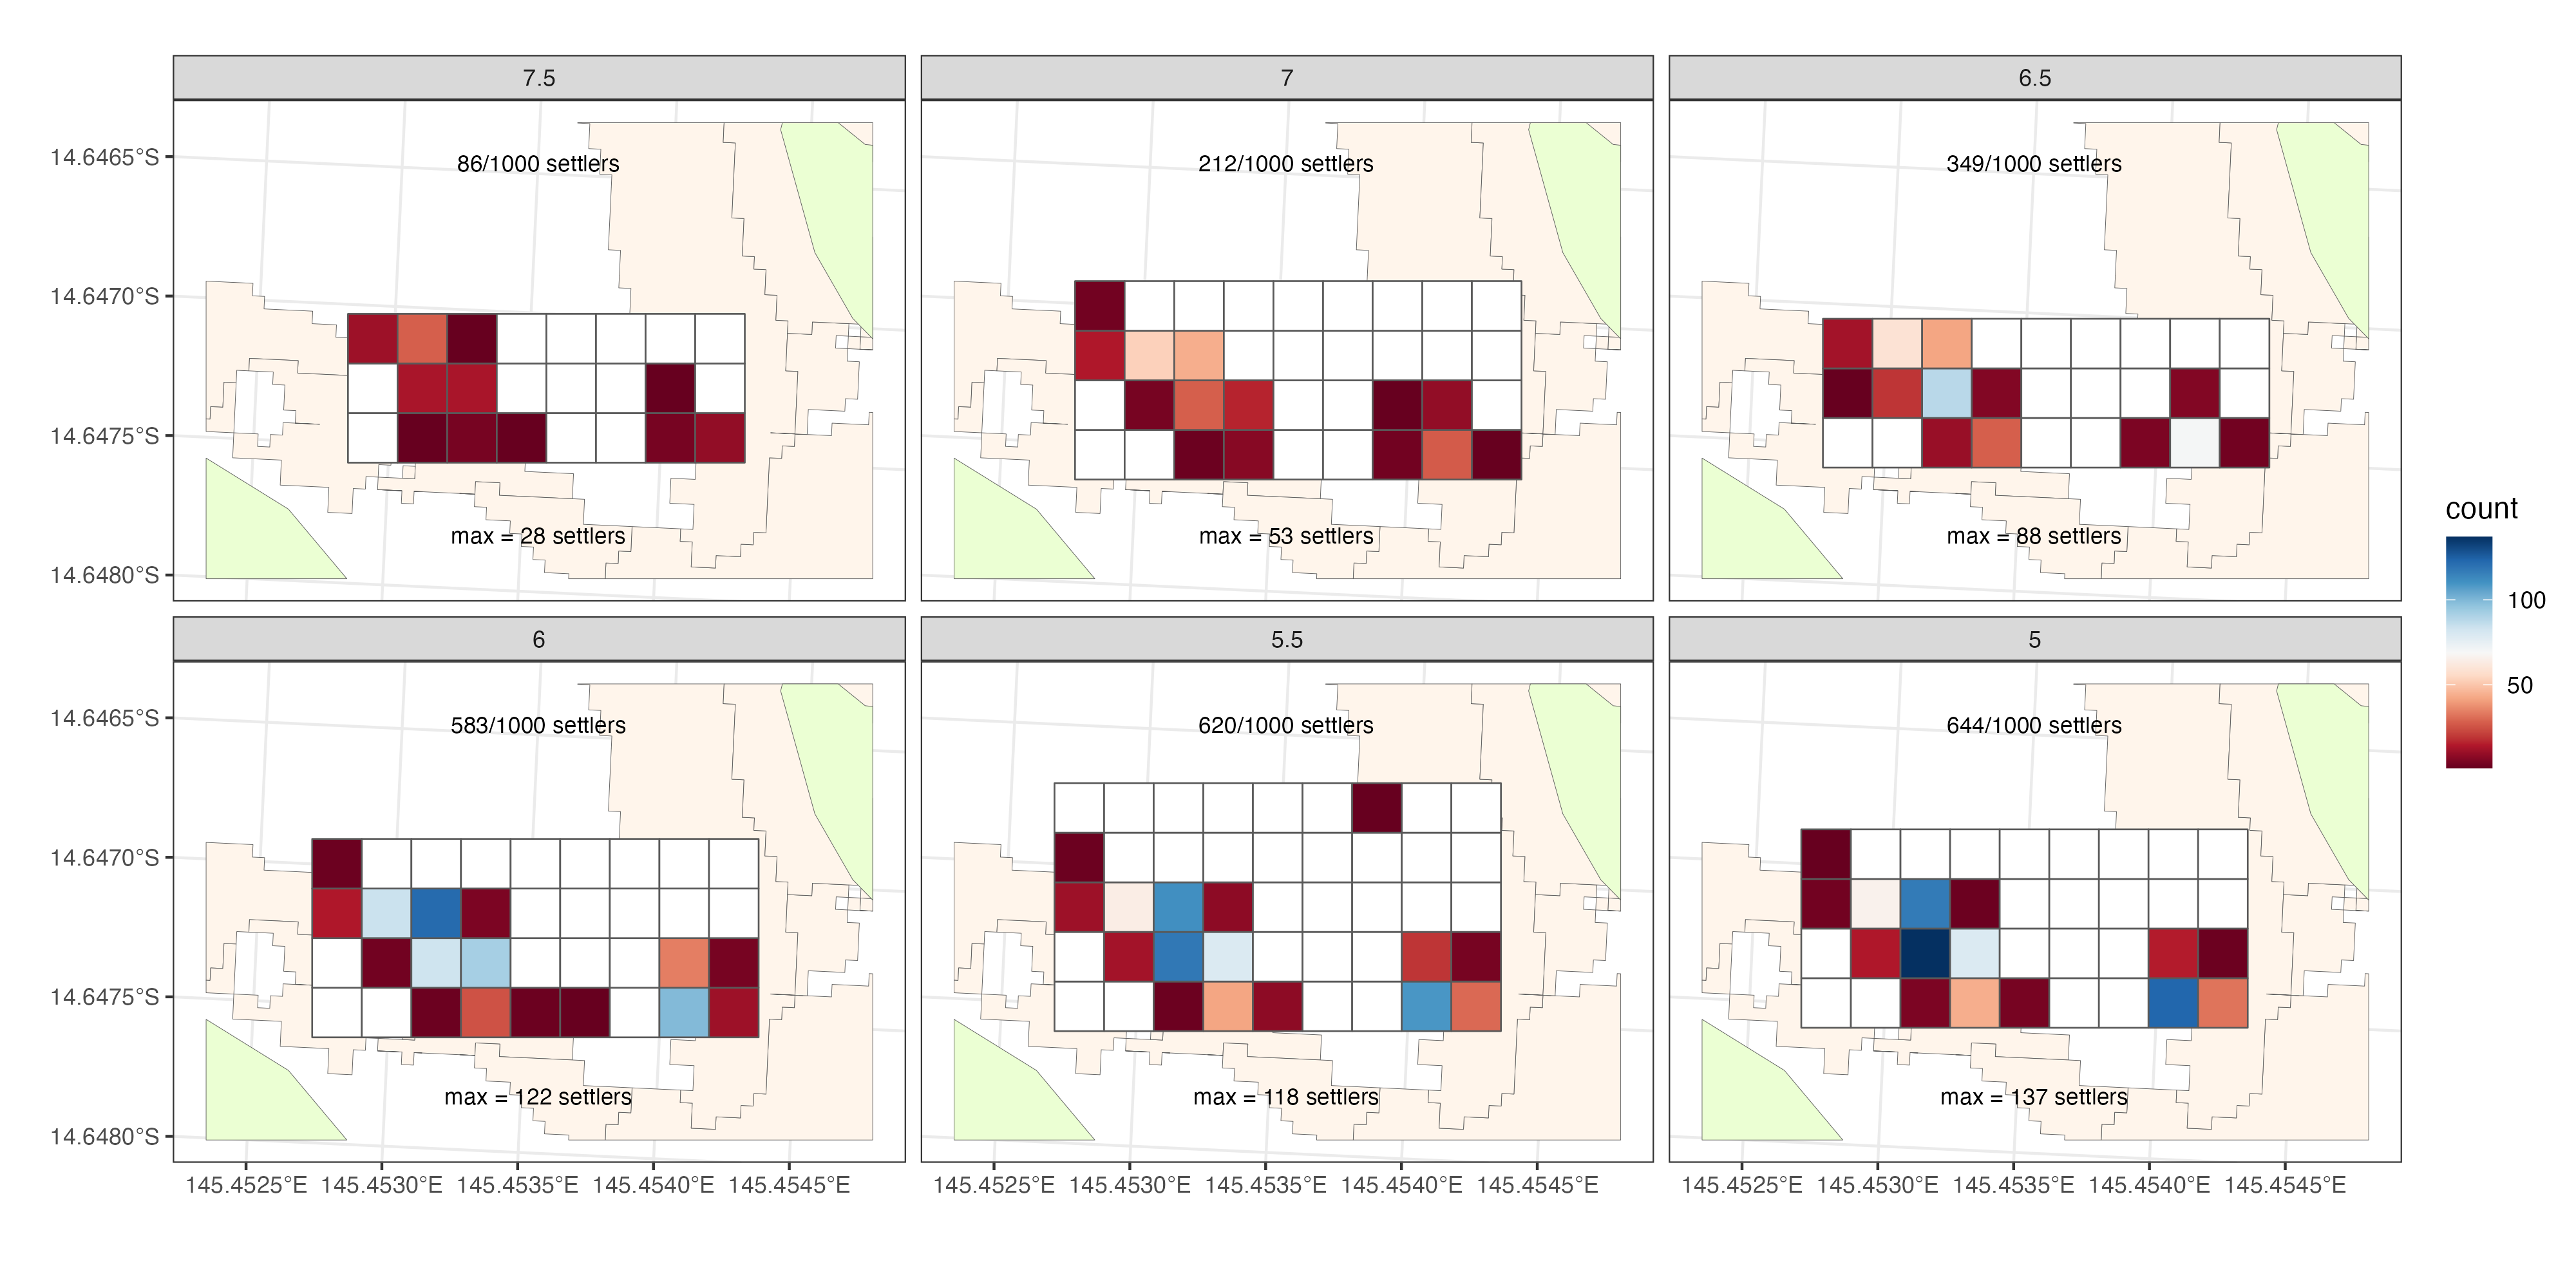 7.5
7
6.5
14.6465°S
86/1000 settlers
212/1000 settlers
349/1000 settlers
14.6470°S
14.6475°S
max = 28 settlers
max = 53 settlers
max = 88 settlers
14.6480°S
count
100
50
6
5.5
5
14.6465°S
583/1000 settlers
620/1000 settlers
644/1000 settlers
14.6470°S
14.6475°S
max = 122 settlers
max = 118 settlers
max = 137 settlers
14.6480°S
145.4525°E 145.4530°E 145.4535°E 145.4540°E 145.4545°E
145.4525°E 145.4530°E 145.4535°E 145.4540°E 145.4545°E
145.4525°E 145.4530°E 145.4535°E 145.4540°E 145.4545°E